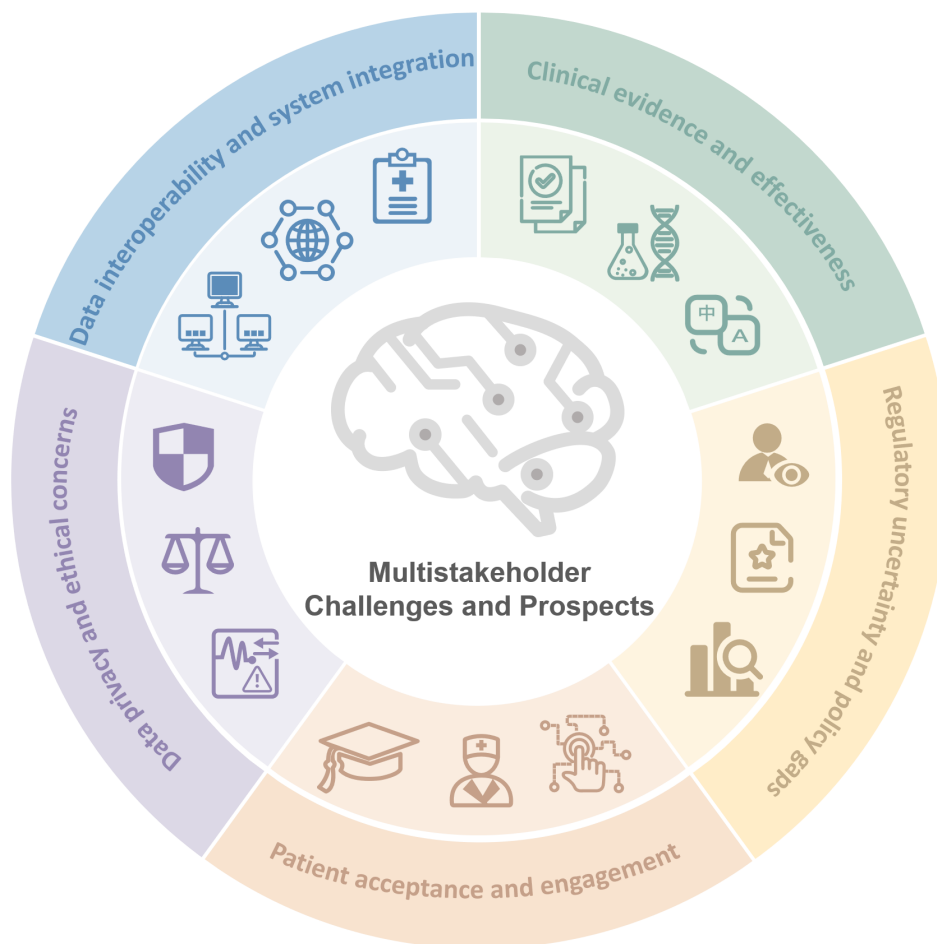 Data interoperability and system integration
Clinical evidence and effectiveness
中
A
Regulatory uncertainty and policy gaps
Patient acceptance and engagement
Data privacy and ethical concerns
Multistakeholder
Challenges and Prospects